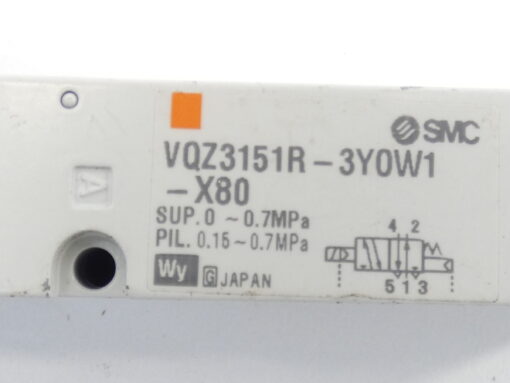 SMC
VQZ3151R-3Y0W1
-X80
SUP. 0 ~ 0.7MPa
PIL. 0.15~0.7MPa
4 2
5 1 3
Wy G JAPAN
A